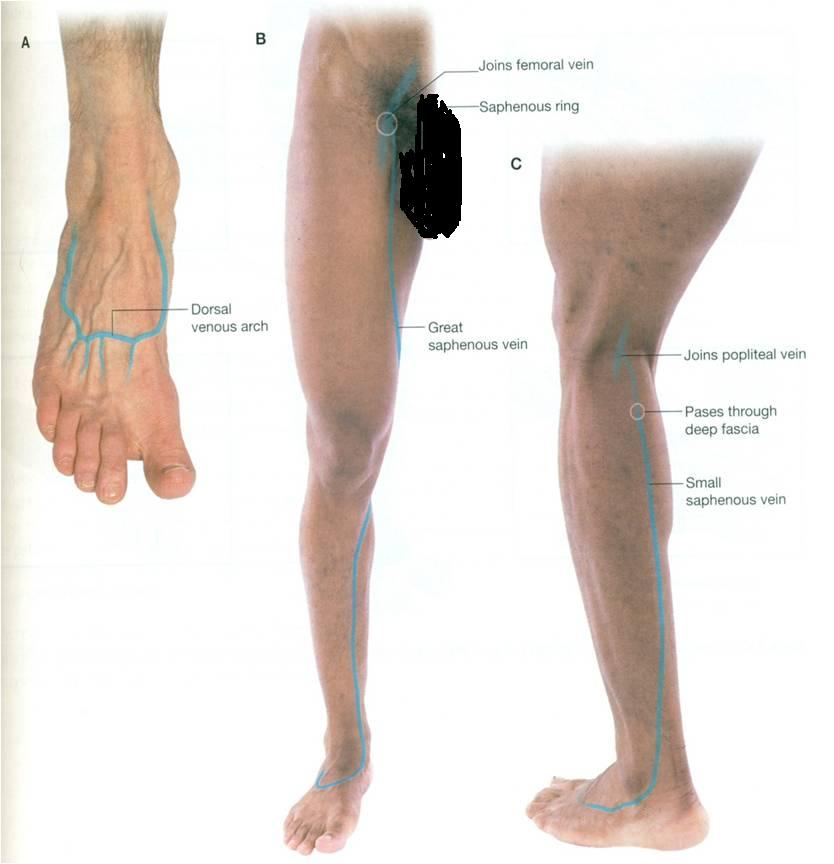 A
B
Joins femoral vein
Saphenous ring
C
Dorsal
venous arch
Great
saphenous vein
Joins popliteal vein
Pases through
deep fascia
Small
saphenous vein